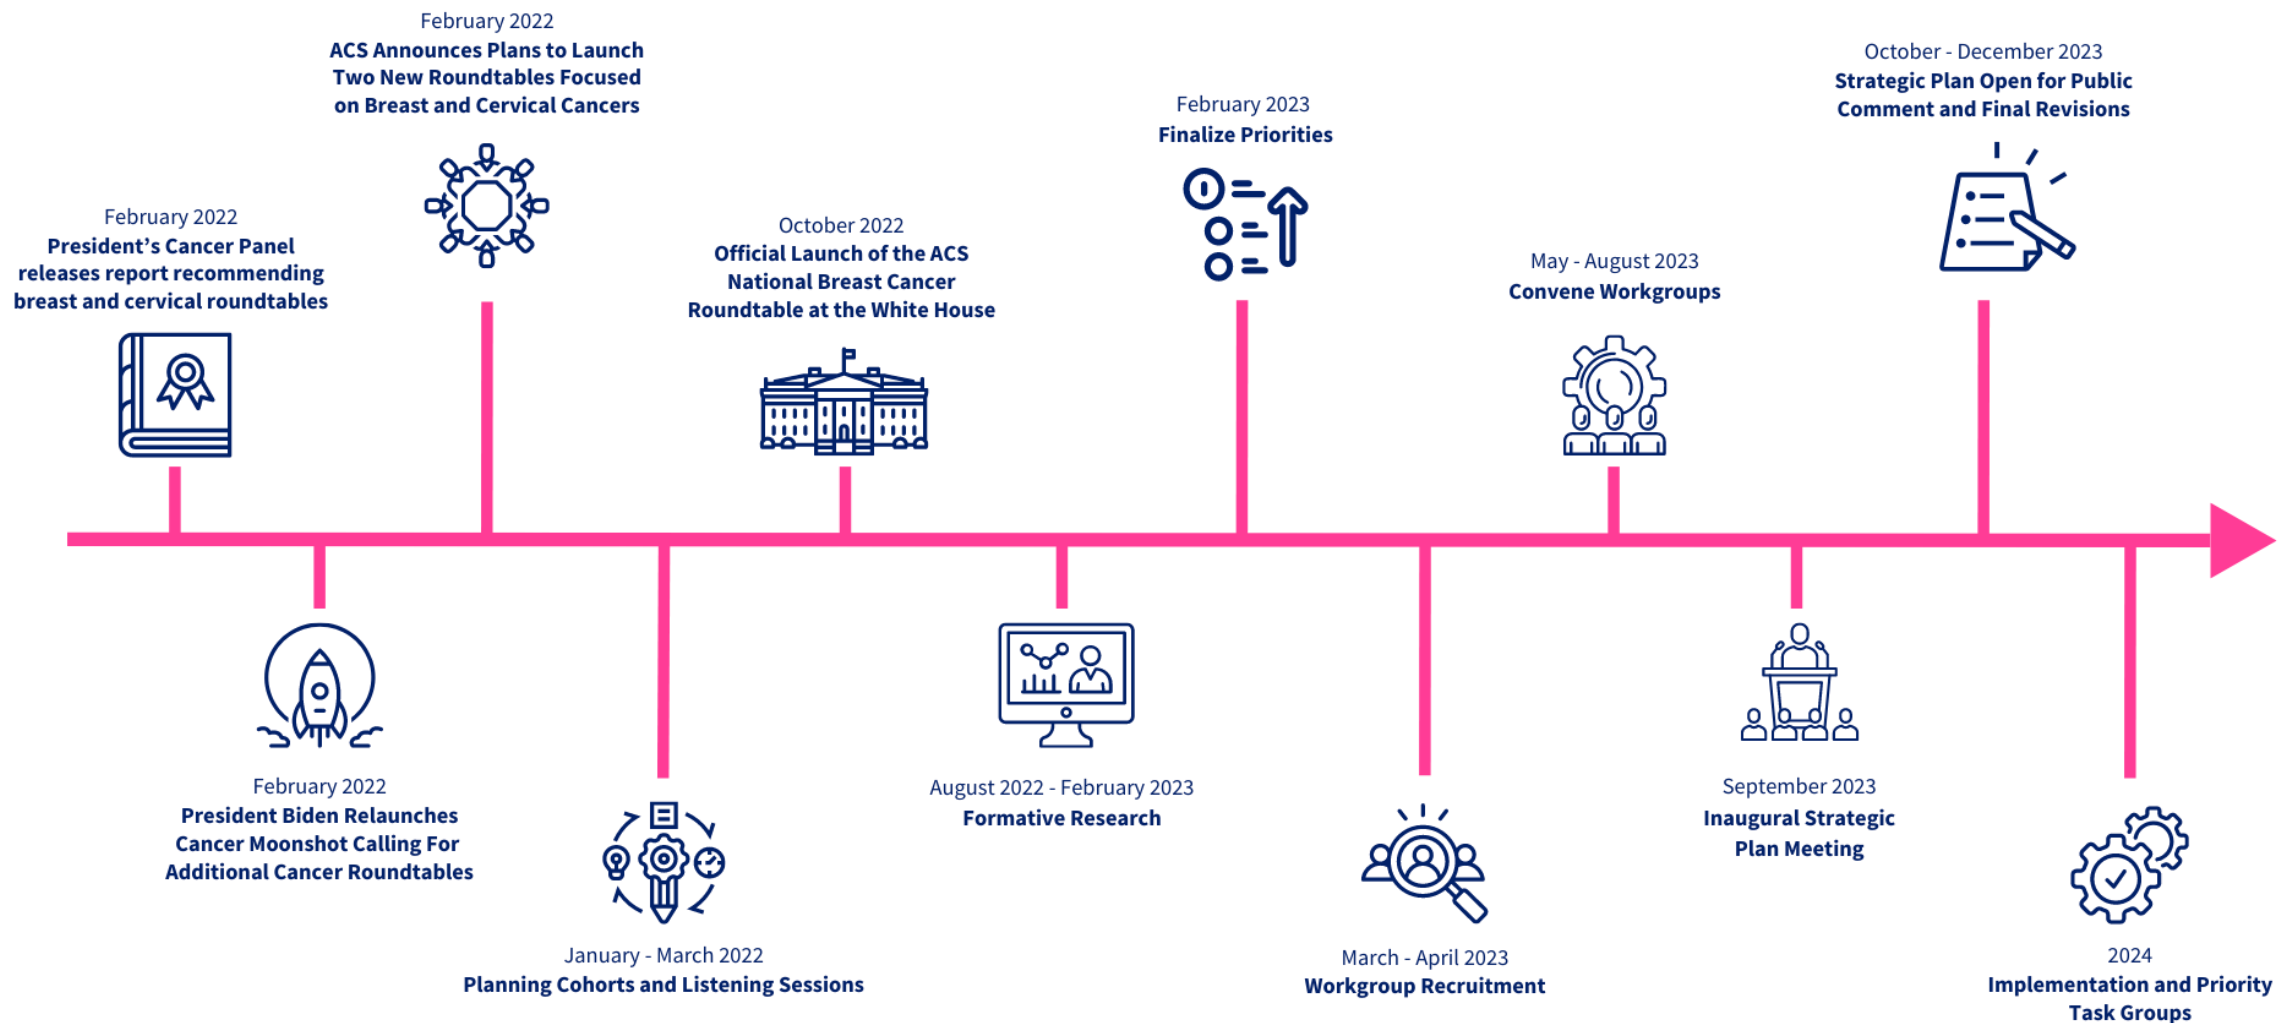 February 2022
President’s Cancer Panel
releases report recommending
breast and cervical roundtables
February 2022
President Biden Relaunches
Cancer Moonshot Calling For
Additional Cancer Roundtables
February 2022
ACS Announces Plans to Launch
Two New Roundtables Focused
on Breast and Cervical Cancers
January - March 2022
Planning Cohorts and Listening Sessions
October 2022
Official Launch of the ACS
National Breast Cancer
Roundtable at the White House
August 2022 - February 2023
Formative Research
February 2023
Finalize Priorities
March - April 2023
Workgroup Recruitment
May - August 2023
Convene Workgroups
September 2023
Inaugural Strategic
Plan Meeting
October - December 2023
Strategic Plan Open for Public
Comment and Final Revisions
2024
Implementation and Priority
Task Groups